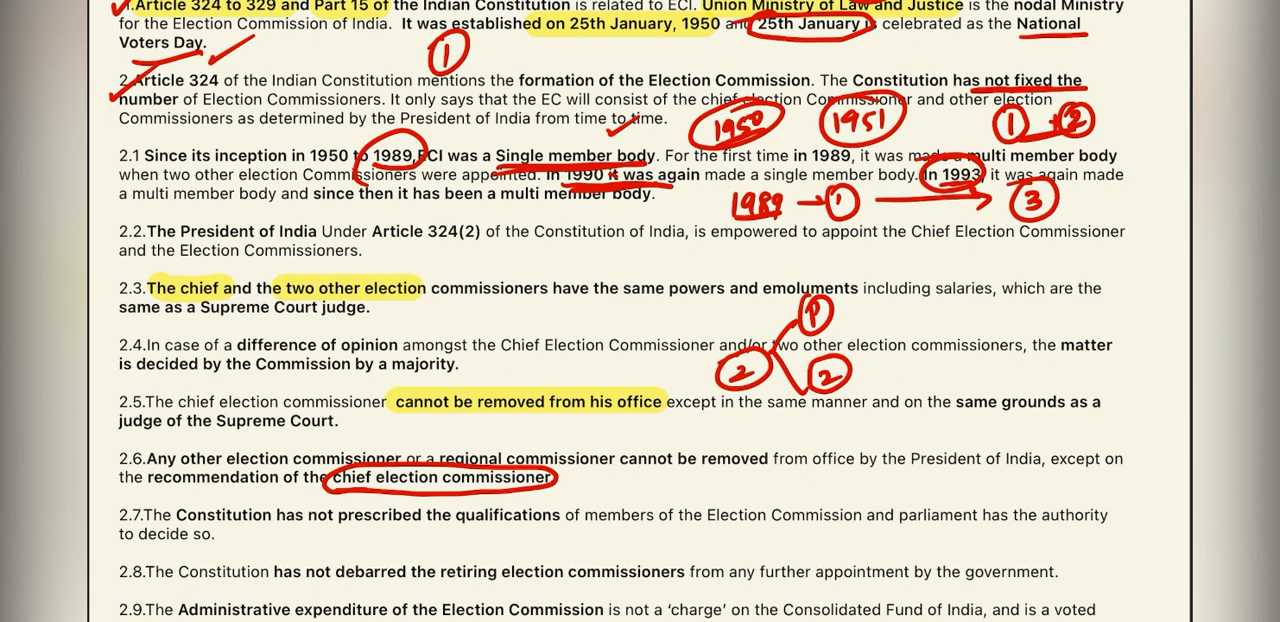 1.Article 324 to 329 and Part 15 of the Indian Constitution is related to ECI. Union Ministry of Law and Justice is the nodal Ministry
for the Election Commission of India. It was established on 25th January, 1950 and 25th January is celebrated as the National
Voters Day.
1
2.Article 324 of the Indian Constitution mentions the formation of the Election Commission. The Constitution has not fixed the
number of Election Commissioners. It only says that the EC will consist of the chief election Commissioner and other election
Commissioners as determined by the President of India from time to time.
1950 1951 1 + 2
2.1 Since its inception in 1950 to 1989,ECI was a Single member body. For the first time in 1989, it was made a multi member body
when two other election Commissioners were appointed. In 1990 it was again made a single member body. In 1993, it was again made
a multi member body and since then it has been a multi member body.
1989 → 1 → 3
2.2.The President of India Under Article 324(2) of the Constitution of India, is empowered to appoint the Chief Election Commissioner
and the Election Commissioners.
2.3.The chief and the two other election commissioners have the same powers and emoluments including salaries, which are the
same as a Supreme Court judge.
P
2.4.In case of a difference of opinion amongst the Chief Election Commissioner and/or two other election commissioners, the matter
is decided by the Commission by a majority.
2 2
2.5.The chief election commissioner cannot be removed from his office except in the same manner and on the same grounds as a
judge of the Supreme Court.
2.6.Any other election commissioner or a regional commissioner cannot be removed from office by the President of India, except on
the recommendation of the chief election commissioner
2.7.The Constitution has not prescribed the qualifications of members of the Election Commission and parliament has the authority
to decide so.
2.8.The Constitution has not debarred the retiring election commissioners from any further appointment by the government.
2.9.The Administrative expenditure of the Election Commission is not a ‘charge’ on the Consolidated Fund of India, and is a voted